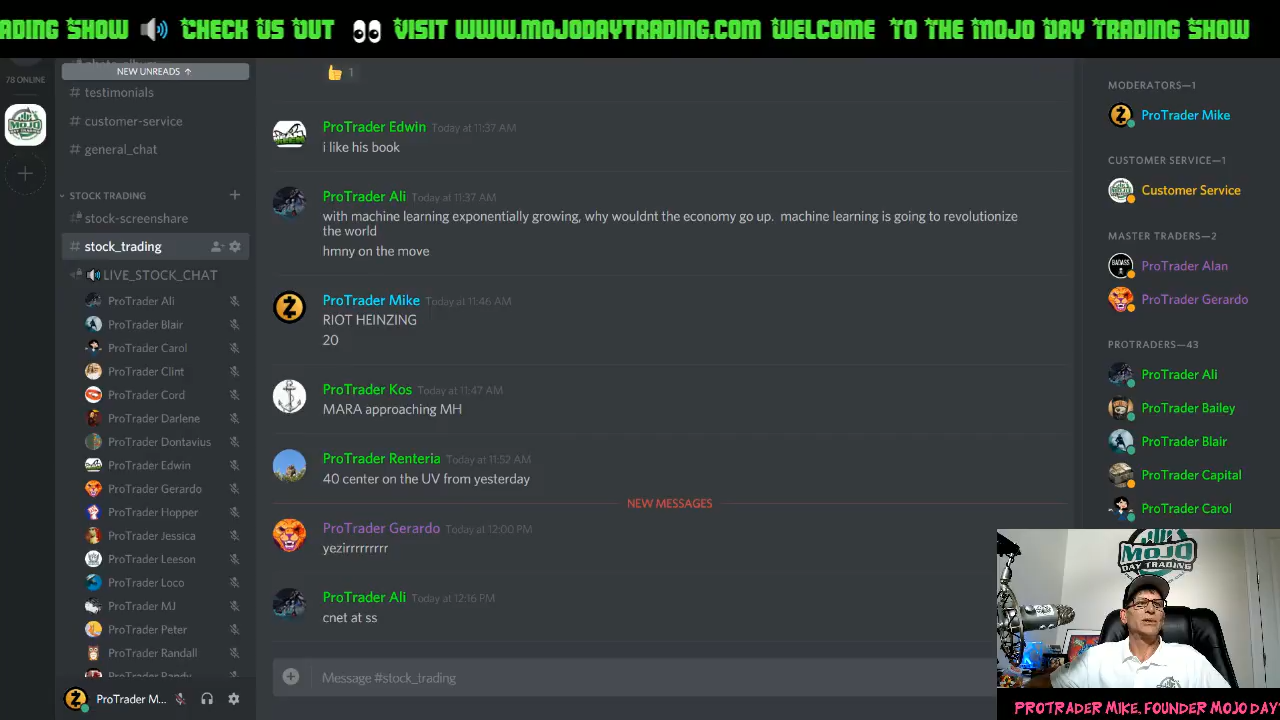 ADING SHOW 🔊 CHECK US OUT 👀 VISIT WWW.MOJODAYTRADING.COM WELCOME TO THE MOJO DAY TRADING SHOW
78 ONLINE
NEW UNREADS ↑
# testimonials
# customer-service
# general_chat
STOCK TRADING
stock-screenshare
# stock_trading
LIVE_STOCK_CHAT
ProTrader Ali
ProTrader Blair
ProTrader Carol
ProTrader Clint
ProTrader Cord
ProTrader Darlene
ProTrader Dontavius
ProTrader Edwin
ProTrader Gerardo
ProTrader Hopper
ProTrader Jessica
ProTrader Leeson
ProTrader Loco
ProTrader MJ
ProTrader Peter
ProTrader Randall
ProTrader Randy
ProTrader M...
1
ProTrader Edwin Today at 11:37 AM
i like his book
ProTrader Ali Today at 11:37 AM
with machine learning exponentially growing, why wouldnt the economy go up. machine learning is going to revolutionize
the world
hmny on the move
ProTrader Mike Today at 11:46 AM
RIOT HEINZING
20
ProTrader Kos Today at 11:47 AM
MARA approaching MH
ProTrader Renteria Today at 11:52 AM
40 center on the UV from yesterday
NEW MESSAGES
ProTrader Gerardo Today at 12:00 PM
yezirrrrrrrrr
ProTrader Ali Today at 12:16 PM
cnet at ss
Message #stock_trading
MODERATORS—1
ProTrader Mike
CUSTOMER SERVICE—1
Customer Service
MASTER TRADERS—2
ProTrader Alan
ProTrader Gerardo
PROTRADERS—43
ProTrader Ali
ProTrader Bailey
ProTrader Blair
ProTrader Capital
ProTrader Carol
MOJO
DAY TRADING
PROTRADER MIKE, FOUNDER MOJO DAY